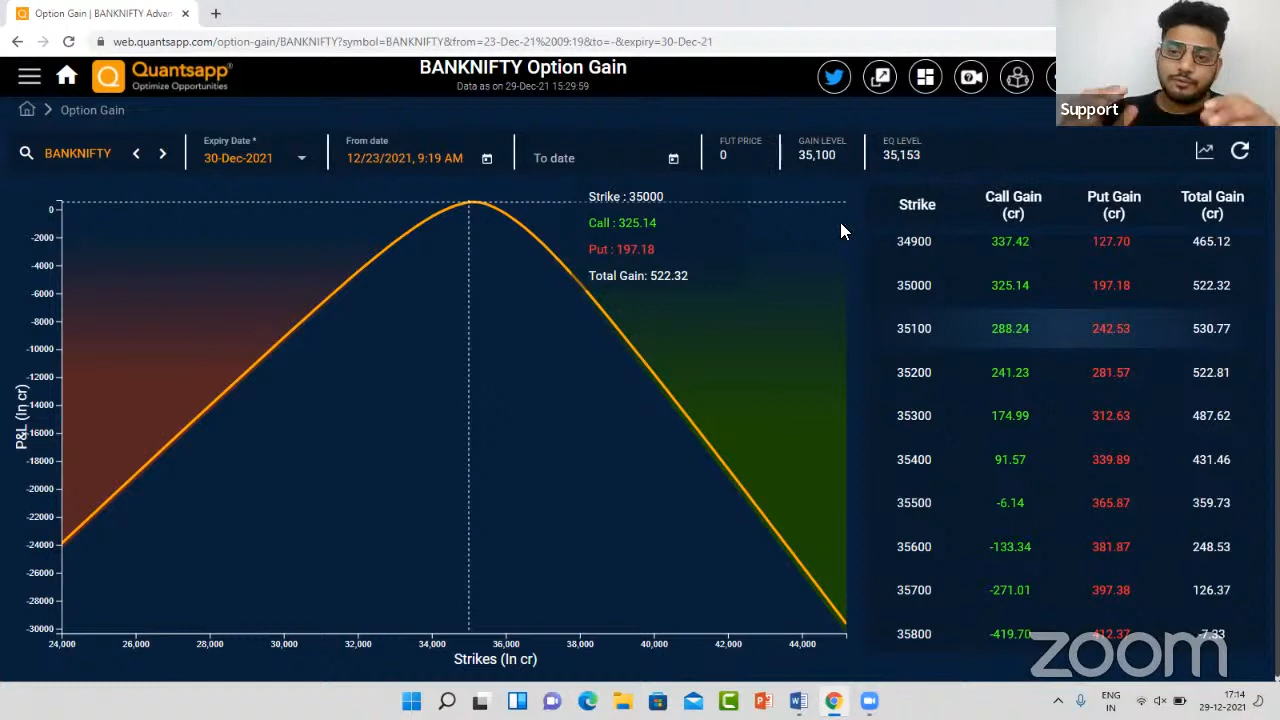 Option Gain | BANKNIFTY Advan
web.quantsapp.com/option-gain/BANKNIFTY?symbol=BANKNIFTY&from=23-Dec-21%2009:19&to=-&expiry=30-Dec-21
Quantsapp
Optimize Opportunities
BANKNIFTY Option Gain
Data as on 29-Dec-21 15:29:59
Support
Option Gain
BANKNIFTY
Expiry Date *
30-Dec-2021
From date
12/23/2021, 9:19 AM
To date
FUT PRICE
0
GAIN LEVEL
35,100
EQ LEVEL
35,153
Strike : 35000
Call : 325.14
Put : 197.18
Total Gain: 522.32
P&L (In cr)
0
-2000
-4000
-6000
-8000
-10000
-12000
-14000
-16000
-18000
-20000
-22000
-24000
-26000
-28000
-30000
24,000 26,000 28,000 30,000 32,000 34,000 36,000 38,000 40,000 42,000 44,000
Strikes (In cr)
Strike Call Gain (cr) Put Gain (cr) Total Gain (cr)
34900 337.42 127.70 465.12
35000 325.14 197.18 522.32
35100 288.24 242.53 530.77
35200 241.23 281.57 522.81
35300 174.99 312.63 487.62
35400 91.57 339.89 431.46
35500 -6.14 365.87 359.73
35600 -133.34 381.87 248.53
35700 -271.01 397.38 126.37
35800 -419.70 412.37 -7.33
zoom
ENG
IN
17:14
29-12-2021